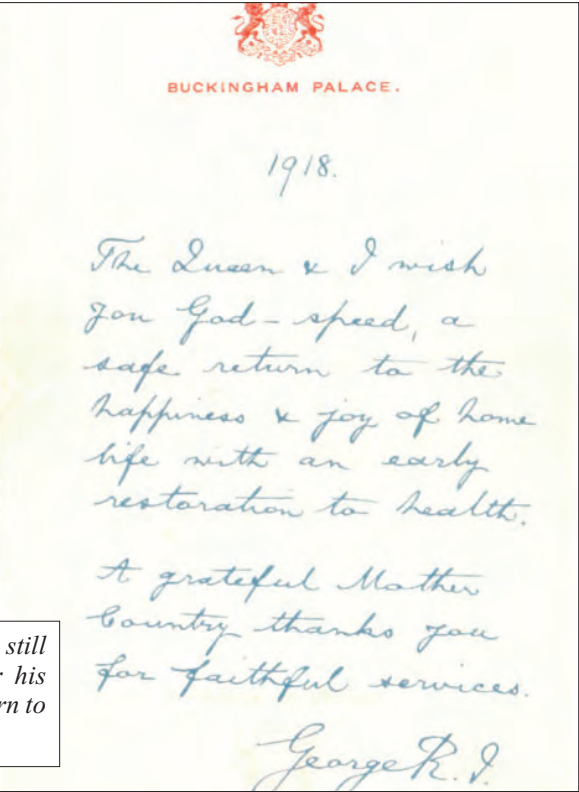 BUCKINGHAM PALACE.
1918.
The Queen & I wish
you God-speed, a
safe return to the
happiness & joy of home
life with an early
restoration to health.
A grateful Mother
Country thanks you
for faithful services.
George R. I.
still
his
rn to